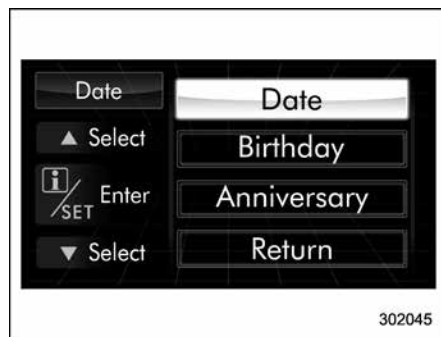 Date
▲ Select
i/SET Enter
▼ Select
Date
Birthday
Anniversary
Return
302045